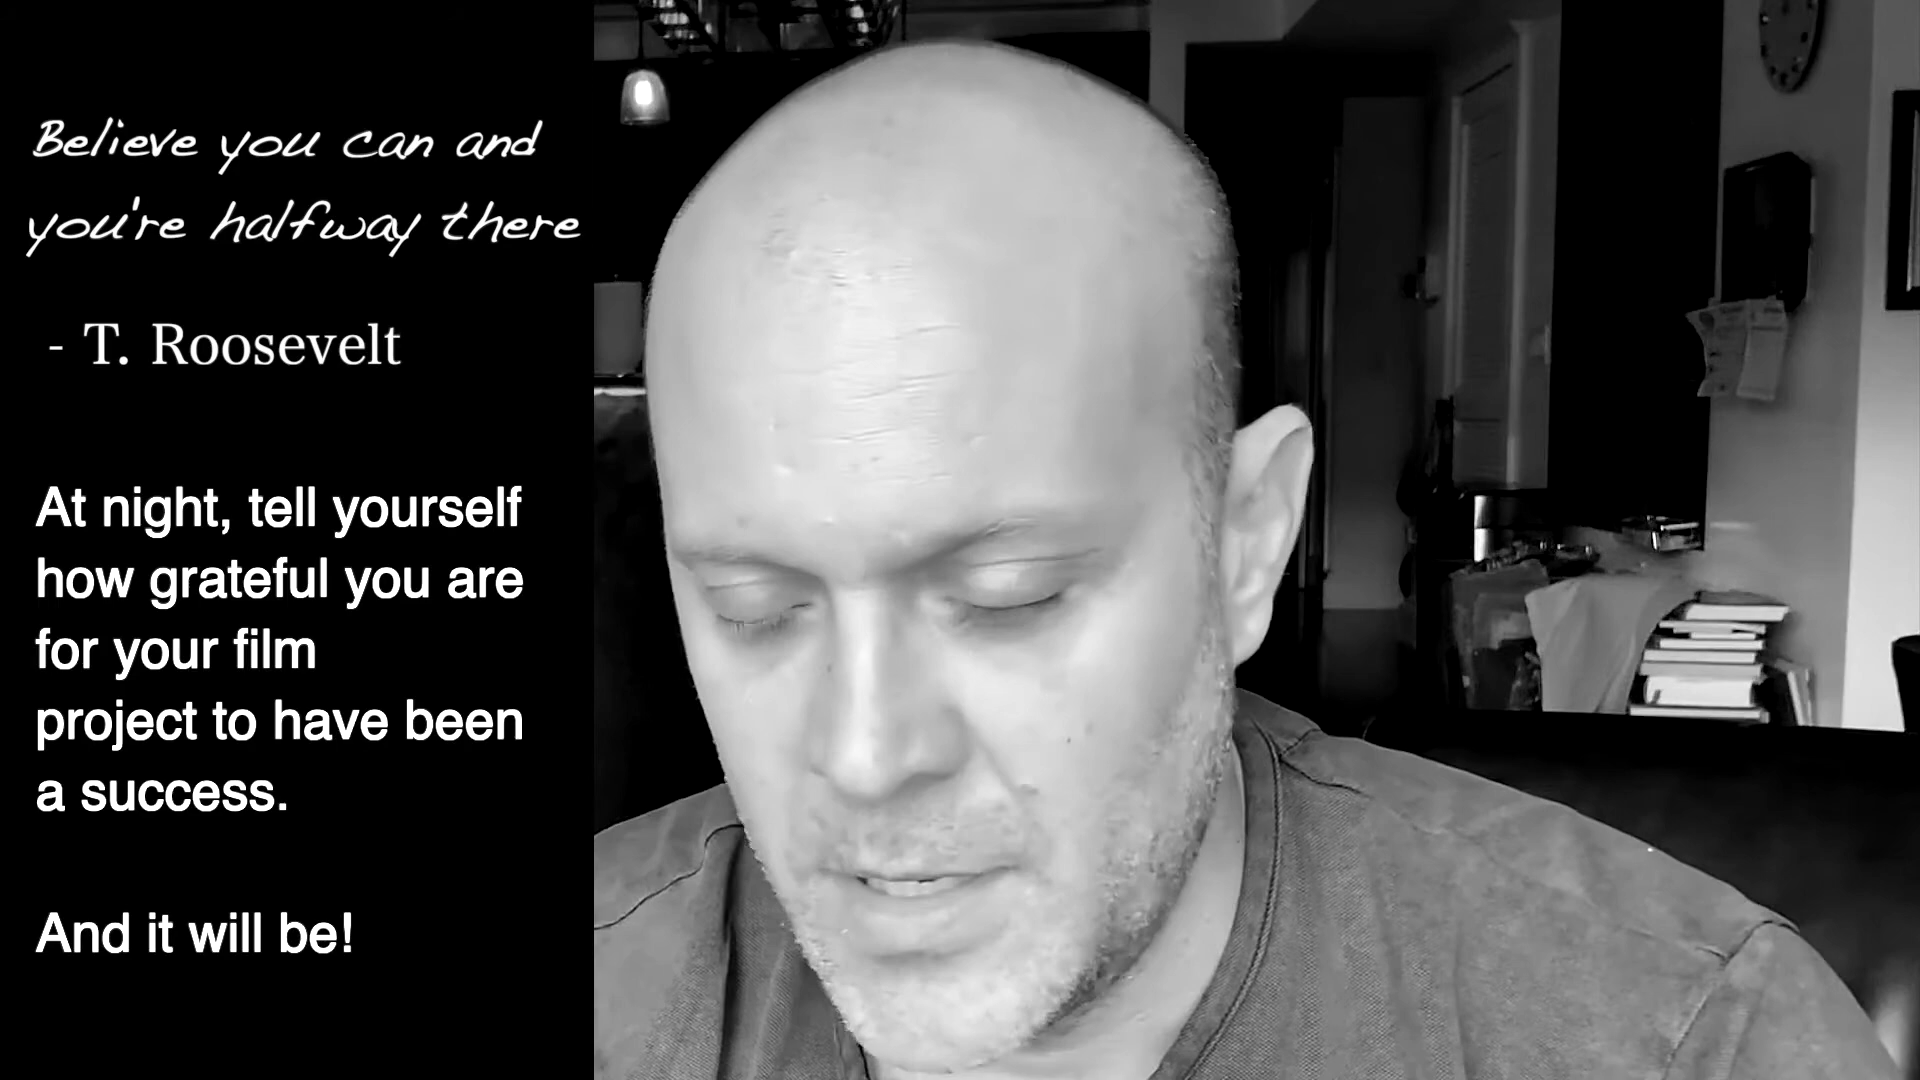 Believe you can and
you're halfway there
- T. Roosevelt
At night, tell yourself
how grateful you are
for your film
project to have been
a success.
And it will be!